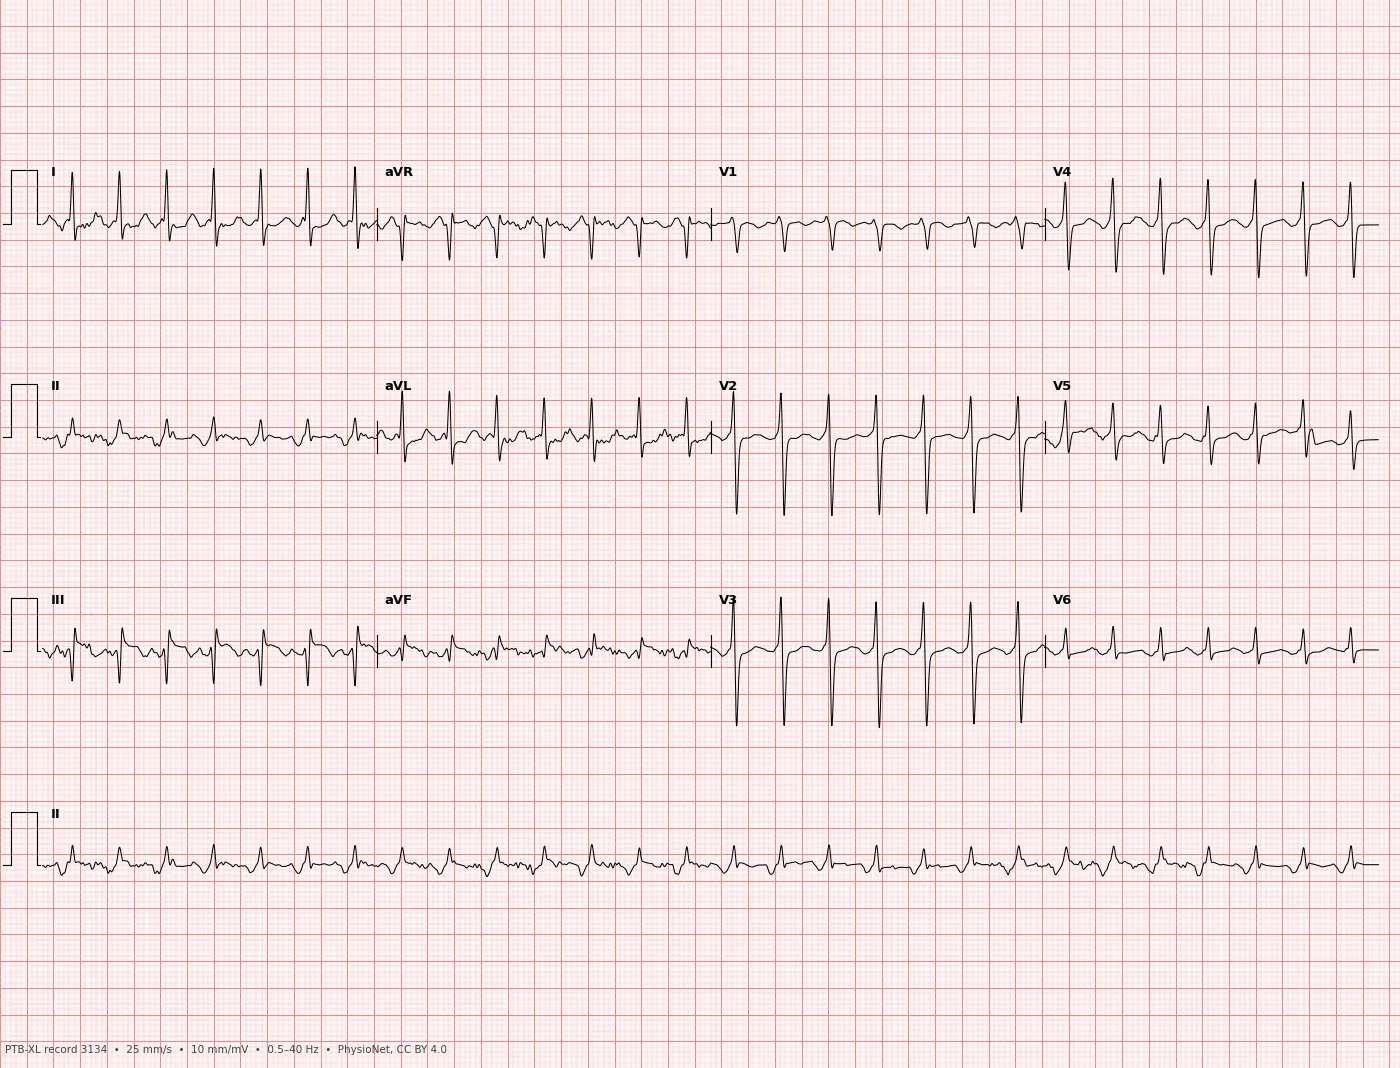 I aVR V1 V4
II aVL V2 V5
III aVF V3 V6
II
PTB-XL record 3134 • 25 mm/s • 10 mm/mV • 0.5–40 Hz • PhysioNet, CC BY 4.0